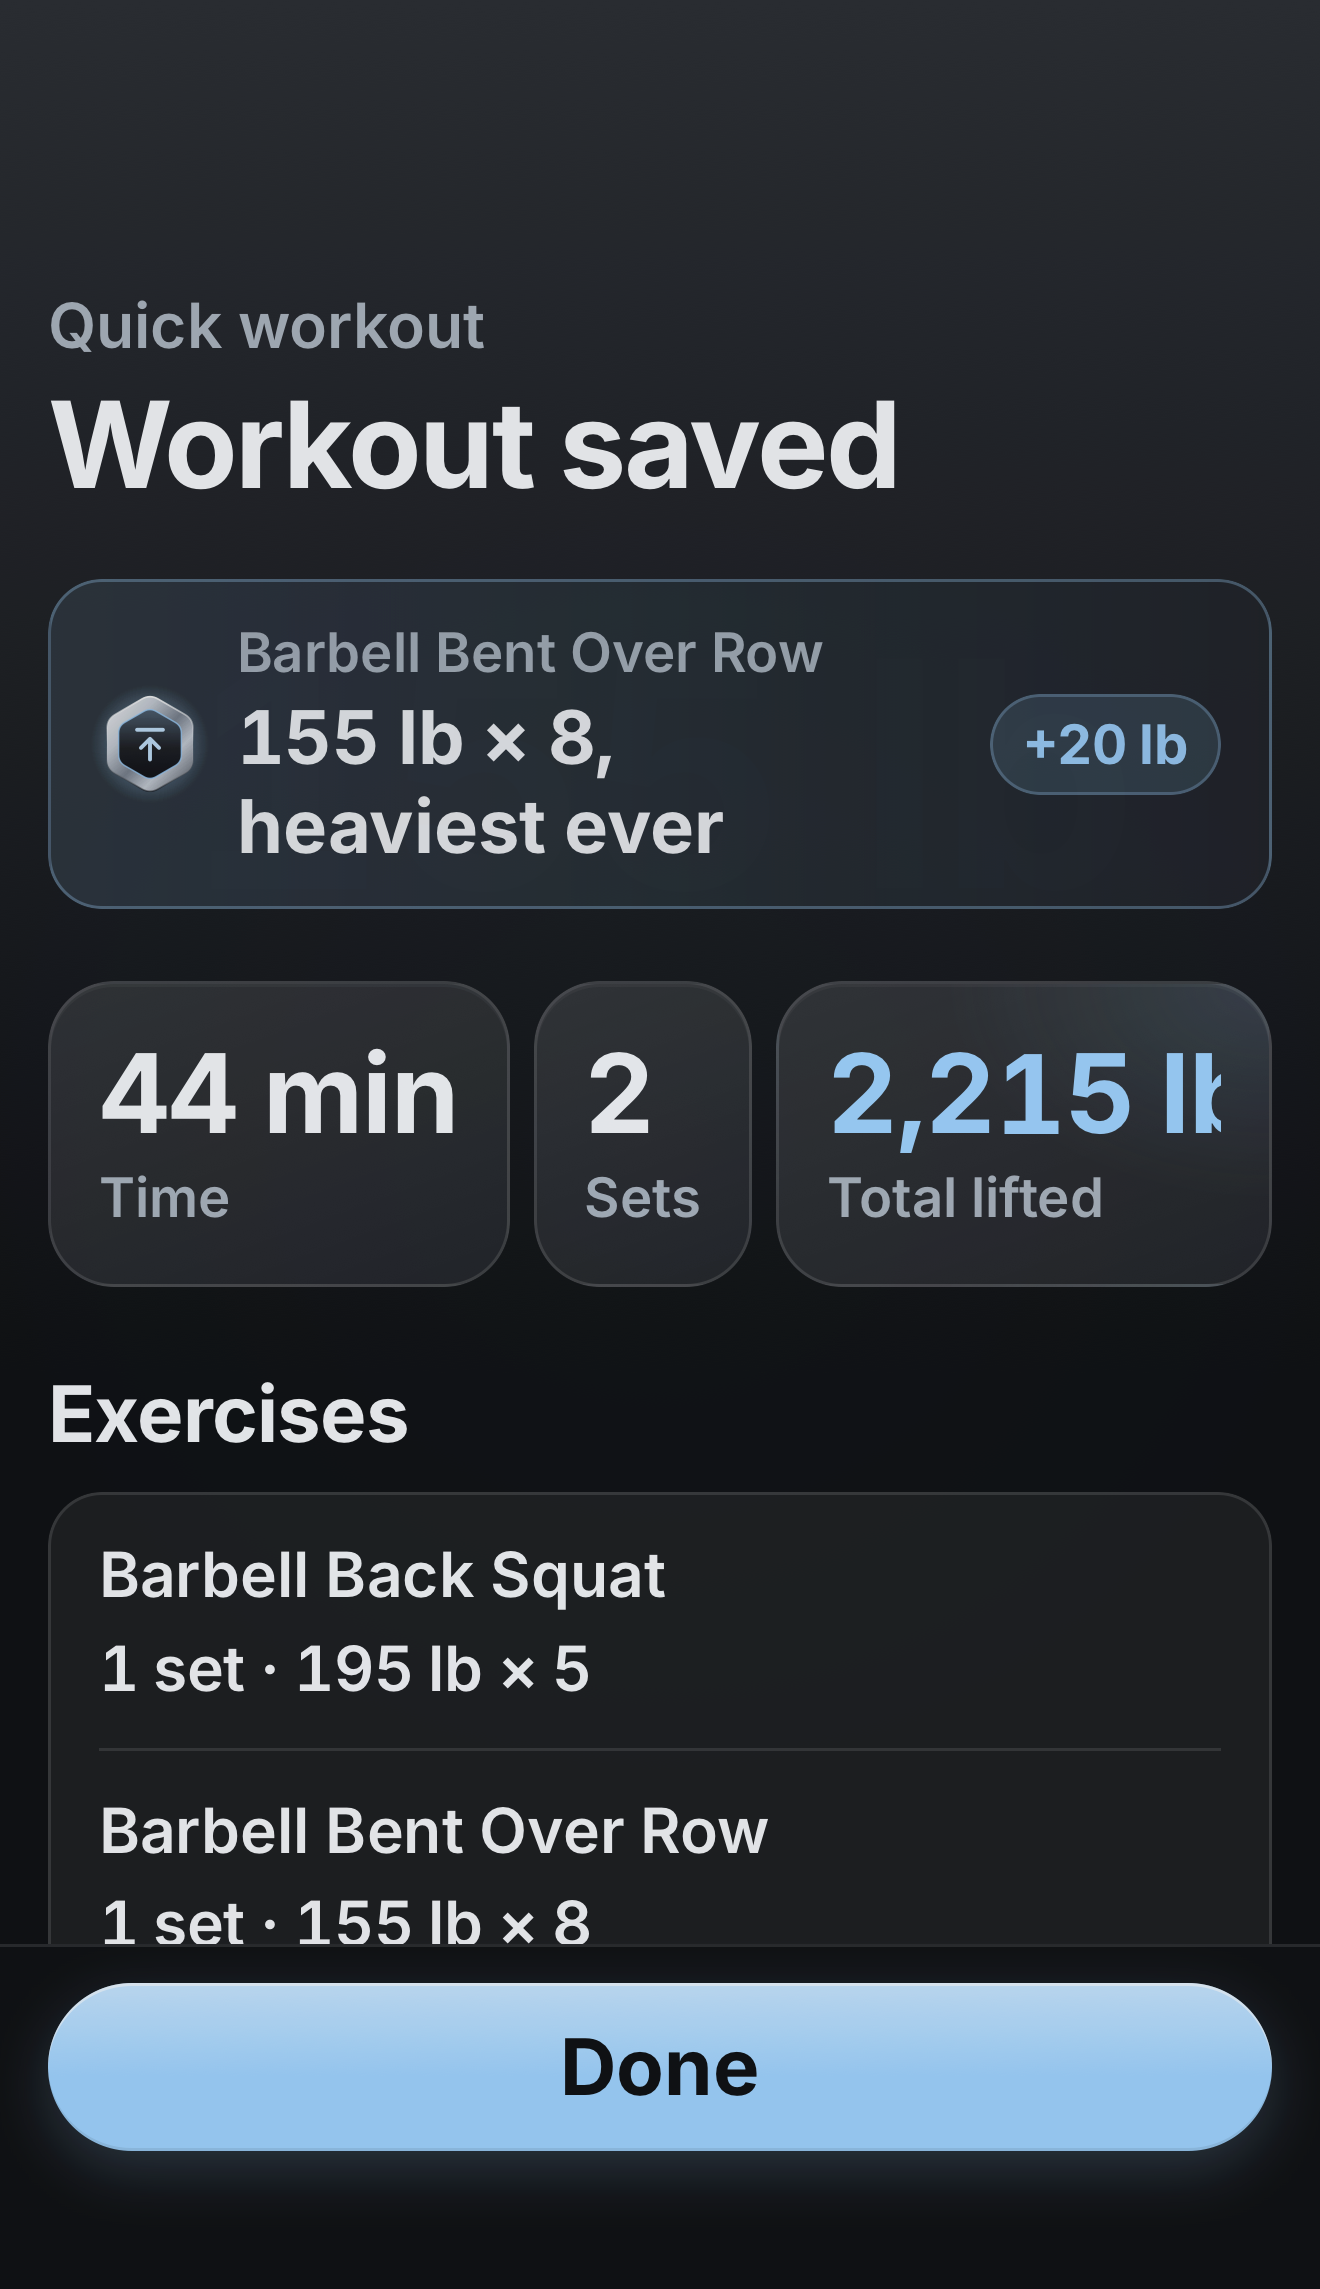 Quick workout
Workout saved
Barbell Bent Over Row
155 lb × 8,
heaviest ever
+20 lb
44 min
Time
2
Sets
2,215 lb
Total lifted
Exercises
Barbell Back Squat
1 set · 195 lb × 5
Barbell Bent Over Row
1 set · 155 lb × 8
Done